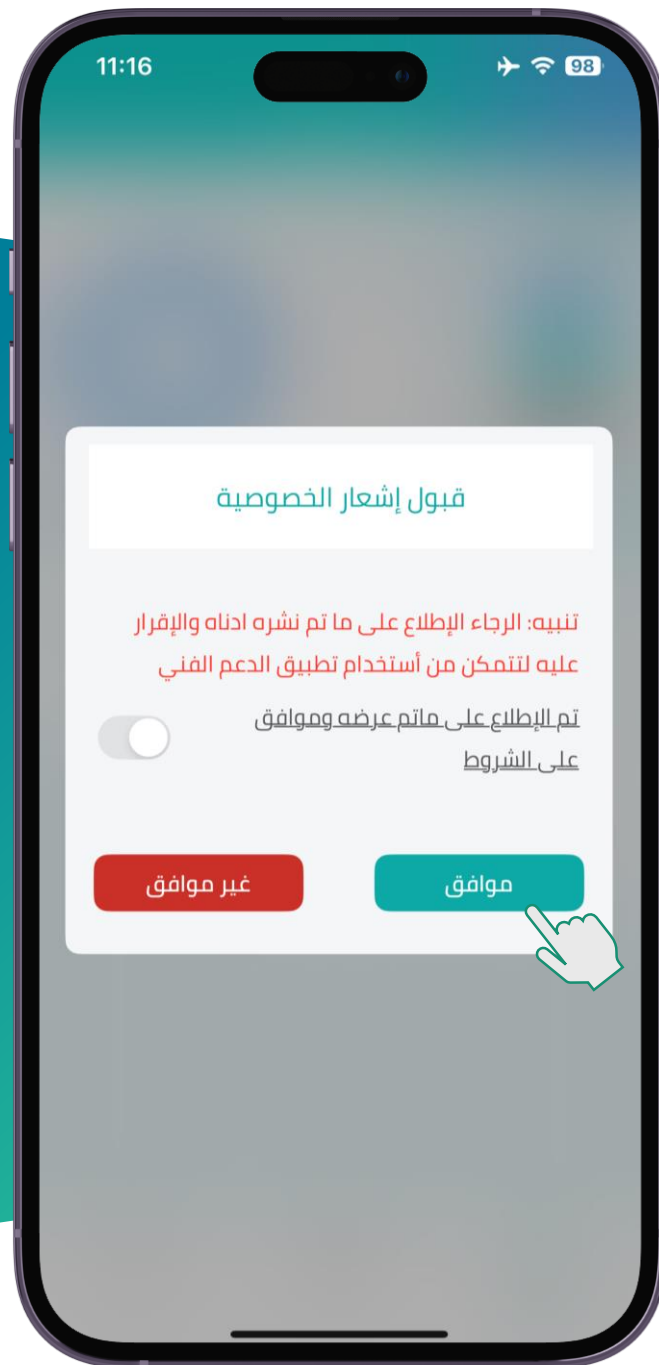 11:16
98
قبول إشعار الخصوصية
تنبيه: الرجاء الإطلاع على ما تم نشره ادناه والإقرار
عليه لتتمكن من أستخدام تطبيق الدعم الفني
تم الإطلاع على ماتم عرضه وموافق
على الشروط
موافق
غير موافق